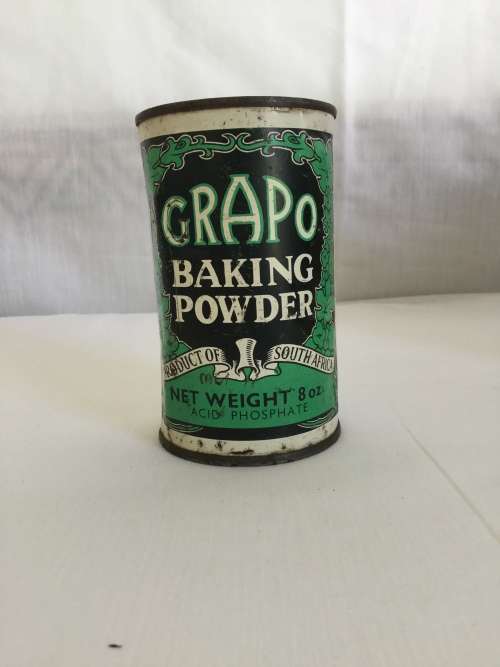 GRAPO
BAKING
POWDER
PRODUCT OF SOUTH AFRICA
NET WEIGHT 8 oz.
ACID PHOSPHATE